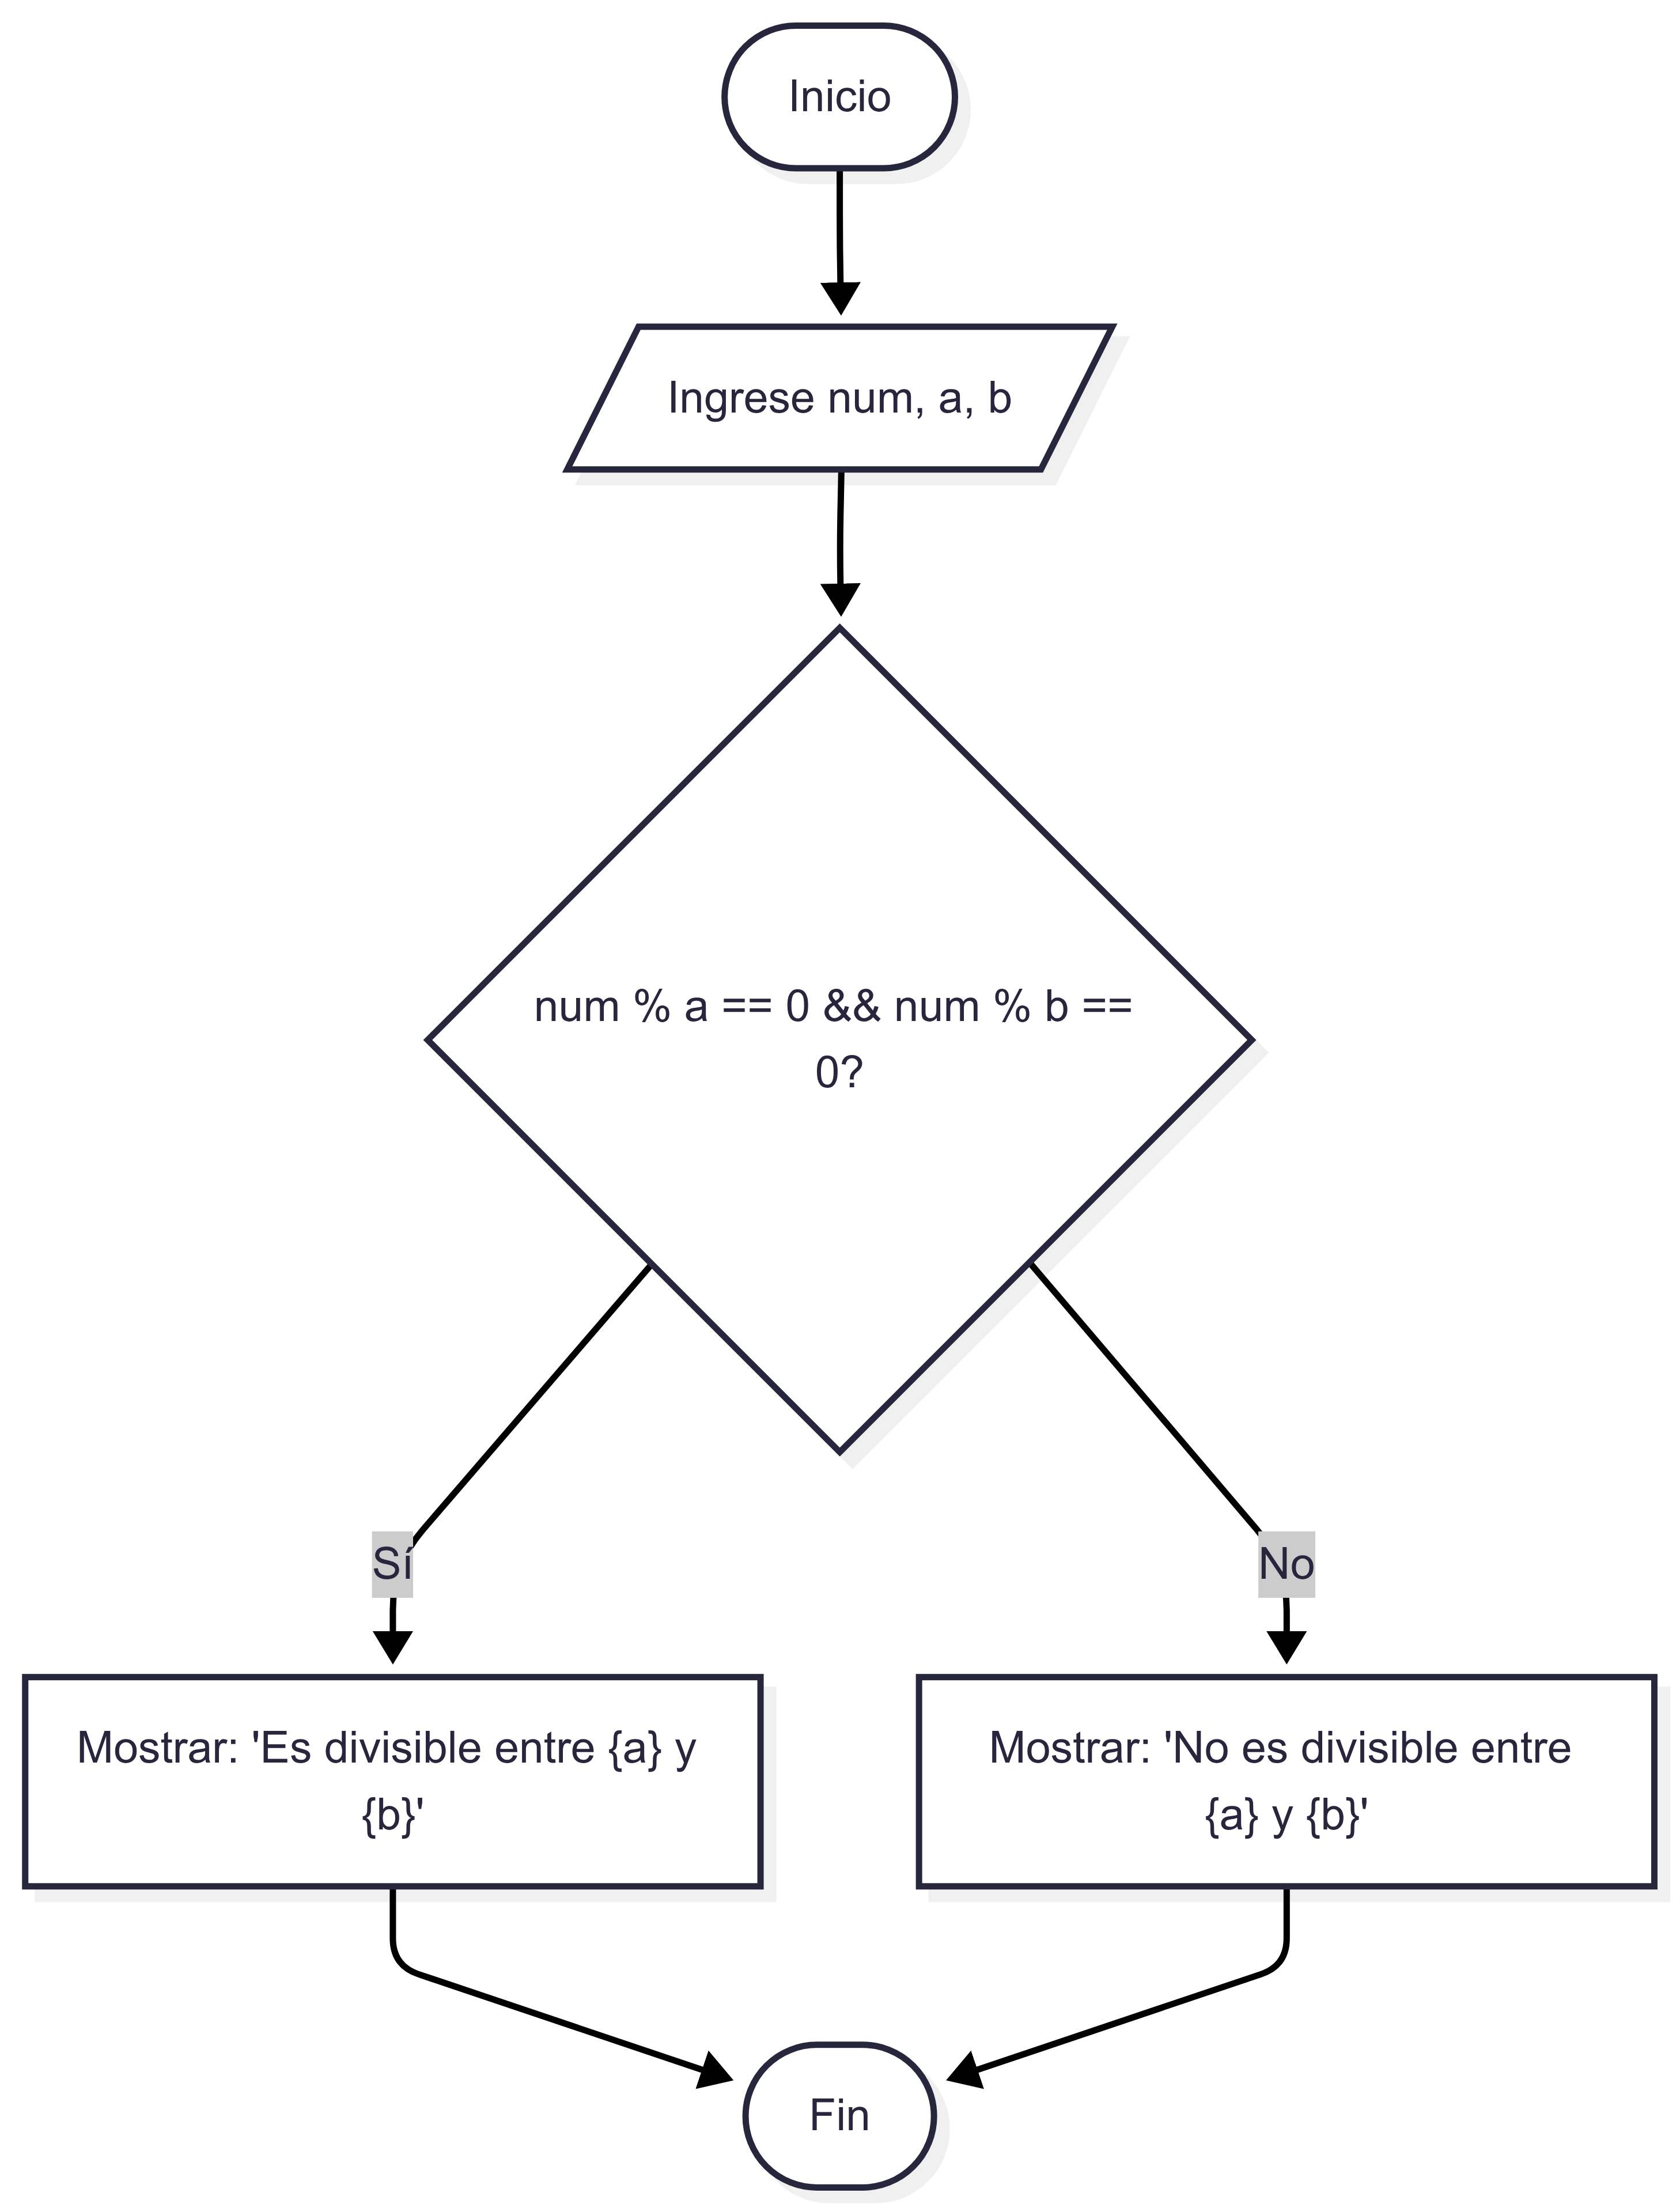 Inicio
Ingrese num, a, b
num % a == 0 && num % b ==
0?
Sí
No
Mostrar: 'Es divisible entre {a} y
{b}'
Mostrar: 'No es divisible entre
{a} y {b}'
Fin